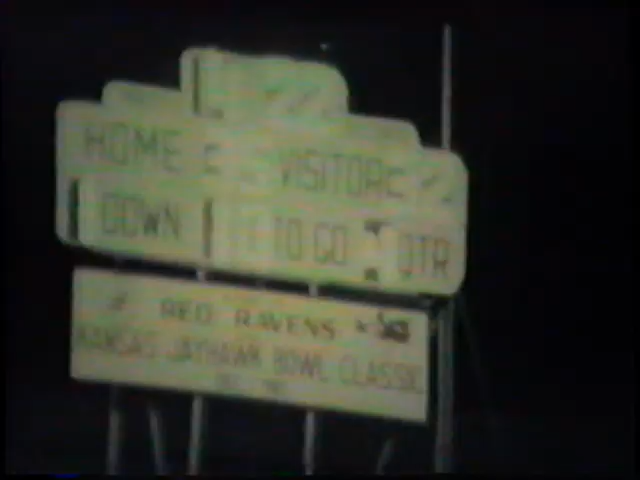 HOME VISITORS
DOWN TO GO QTR
RED RAVENS
KANSAS JAYHAWK BOWL CLASSIC